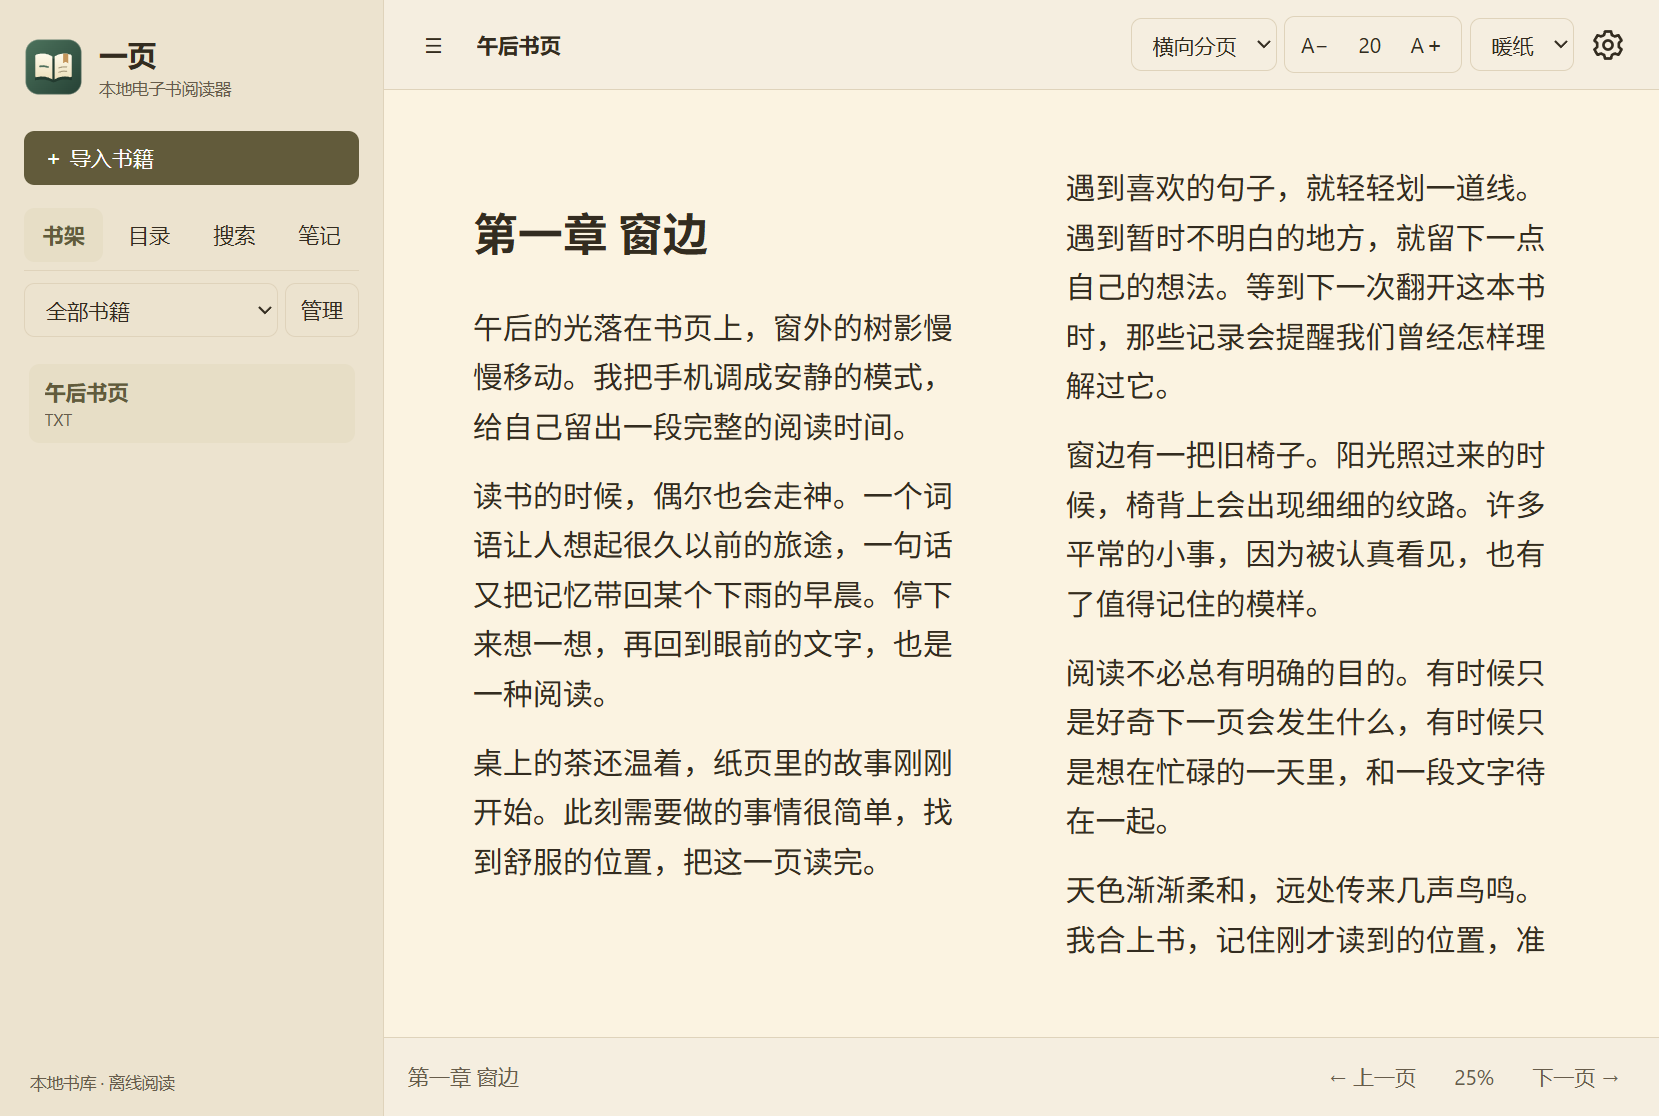 一页
本地电子书阅读器
+ 导入书籍
书架
目录
搜索
笔记
全部书籍
管理
午后书页
TXT
本地书库 · 离线阅读
☰
午后书页
横向分页
A−
20
A+
暖纸
第一章 窗边
午后的光落在书页上，窗外的树影慢
慢移动。我把手机调成安静的模式，
给自己留出一段完整的阅读时间。
读书的时候，偶尔也会走神。一个词
语让人想起很久以前的旅途，一句话
又把记忆带回某个下雨的早晨。停下
来想一想，再回到眼前的文字，也是
一种阅读。
桌上的茶还温着，纸页里的故事刚刚
开始。此刻需要做的事情很简单，找
到舒服的位置，把这一页读完。
遇到喜欢的句子，就轻轻划一道线。
遇到暂时不明白的地方，就留下一点
自己的想法。等到下一次翻开这本书
时，那些记录会提醒我们曾经怎样理
解过它。
窗边有一把旧椅子。阳光照过来的时
候，椅背上会出现细细的纹路。许多
平常的小事，因为被认真看见，也有
了值得记住的模样。
阅读不必总有明确的目的。有时候只
是好奇下一页会发生什么，有时候只
是想在忙碌的一天里，和一段文字待
在一起。
天色渐渐柔和，远处传来几声鸟鸣。
我合上书，记住刚才读到的位置，准
第一章 窗边
← 上一页
25%
下一页 →